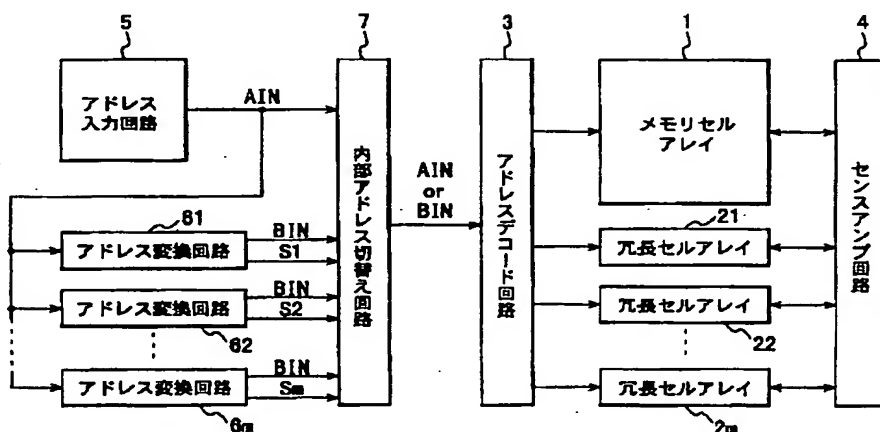 5
7
3
1
4
アドレス
入力回路
AIN
内部アドレス切替え回路
AIN
or
BIN
アドレスデコード回路
メモリセル
アレイ
センスアンプ回路
61
アドレス変換回路
BIN
S1
21
冗長セルアレイ
アドレス変換回路
BIN
S2
62
冗長セルアレイ
22
アドレス変換回路
BIN
Sm
6m
冗長セルアレイ
2m